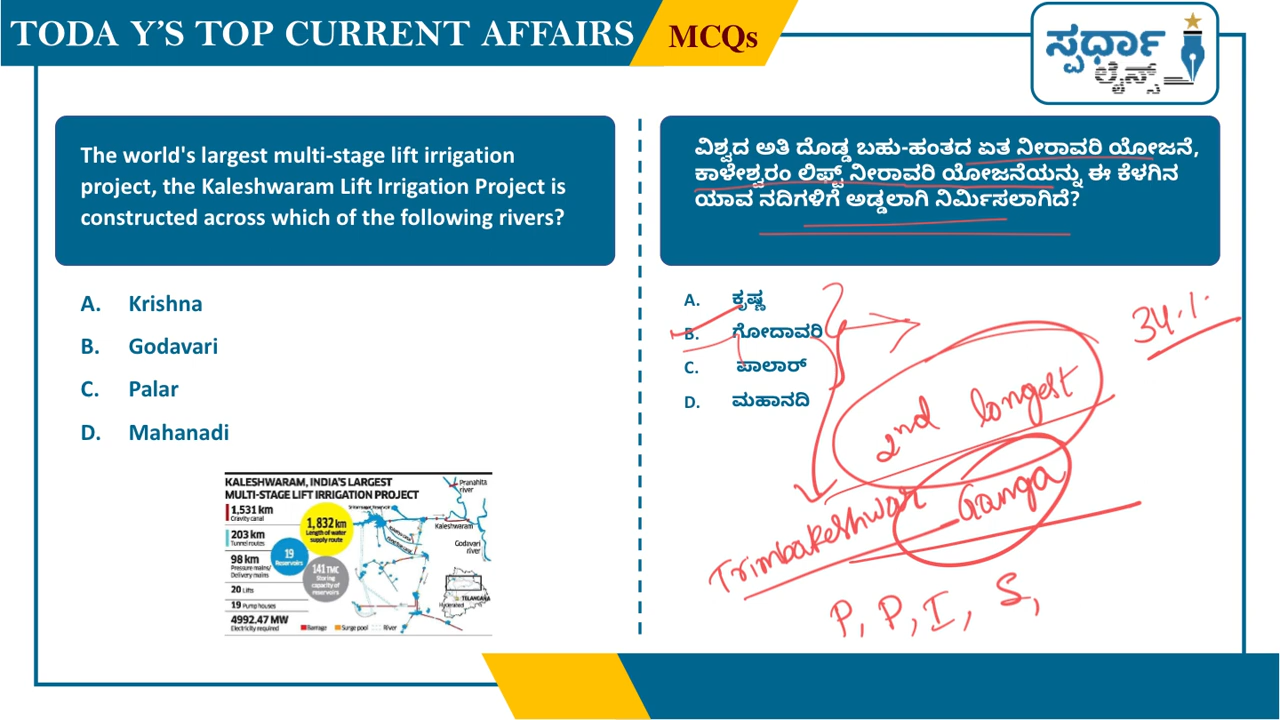 TODA Y'S TOP CURRENT AFFAIRS
MCQs
ಸ್ಪರ್ಧಾ
ಲೈನ್ಸ್
The world's largest multi-stage lift irrigation
project, the Kaleshwaram Lift Irrigation Project is
constructed across which of the following rivers?
A. Krishna
B. Godavari
C. Palar
D. Mahanadi
KALESHWARAM, INDIA'S LARGEST
MULTI-STAGE LIFT IRRIGATION PROJECT
1,531 km
Gravity canal
203 km
Tunnel routes
98 km
Pressure mains/
Delivery mains
20 Lifts
19 Pump houses
4992.47 MW
Electricity required
1,832 km
Length of water
supply route
19
Reservoirs
141 TMC
Storing
capacity of
reservoirs
Pranahita
river
Kaleshwaram
Godavari
river
TELANGANA
Hyderabad
Barrage
Surge pool
River
ವಿಶ್ವದ ಅತಿ ದೊಡ್ಡ ಬಹು-ಹಂತದ ಏತ ನೀರಾವರಿ ಯೋಜನೆ,
ಕಾಳೇಶ್ವರಂ ಲಿಫ್ಟ್ ನೀರಾವರಿ ಯೋಜನೆಯನ್ನು ಈ ಕೆಳಗಿನ
ಯಾವ ನದಿಗಳಿಗೆ ಅಡ್ಡಲಾಗಿ ನಿರ್ಮಿಸಲಾಗಿದೆ?
A. ಕೃಷ್ಣ
B. ಗೋದಾವರಿ
C. ಪಾಲಾರ್
D. ಮಹಾನದಿ
34.1.
2nd longest
Ganga
Trimbakeshwar
P, P, I, S,